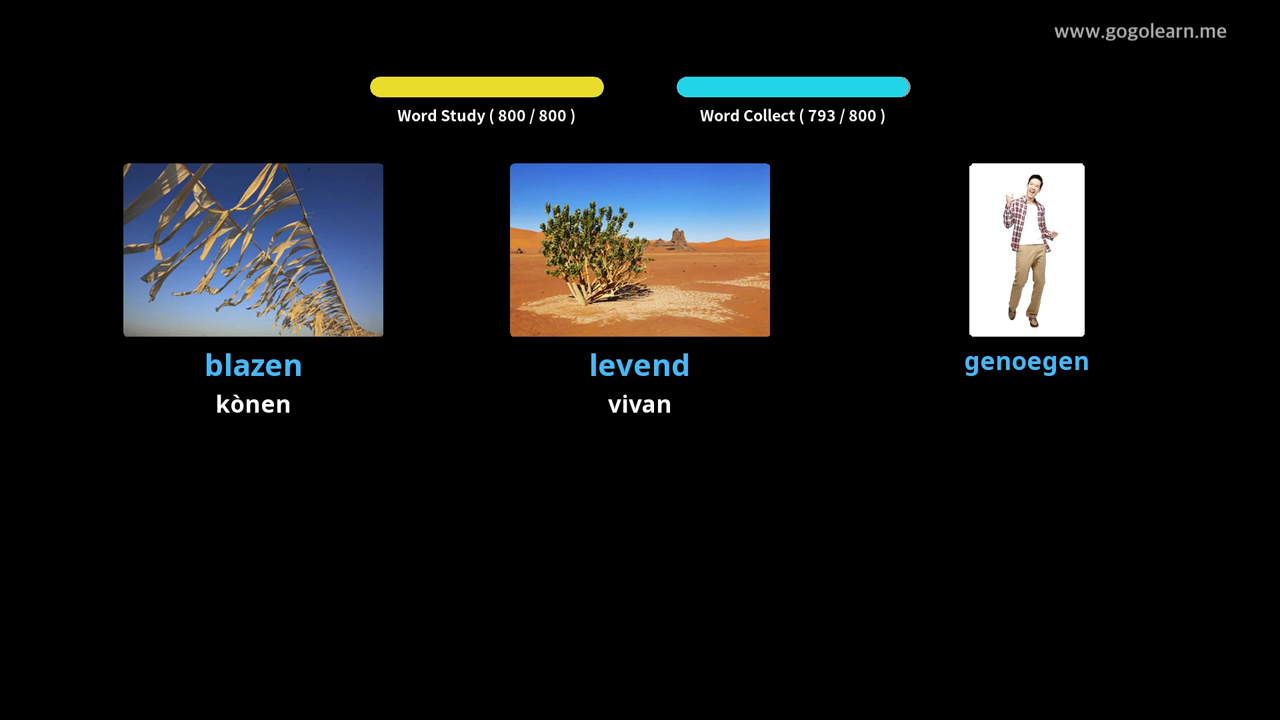 www.gogolearn.me
Word Study ( 800 / 800 )
Word Collect ( 793 / 800 )
blazen
kònen
levend
vivan
genoegen